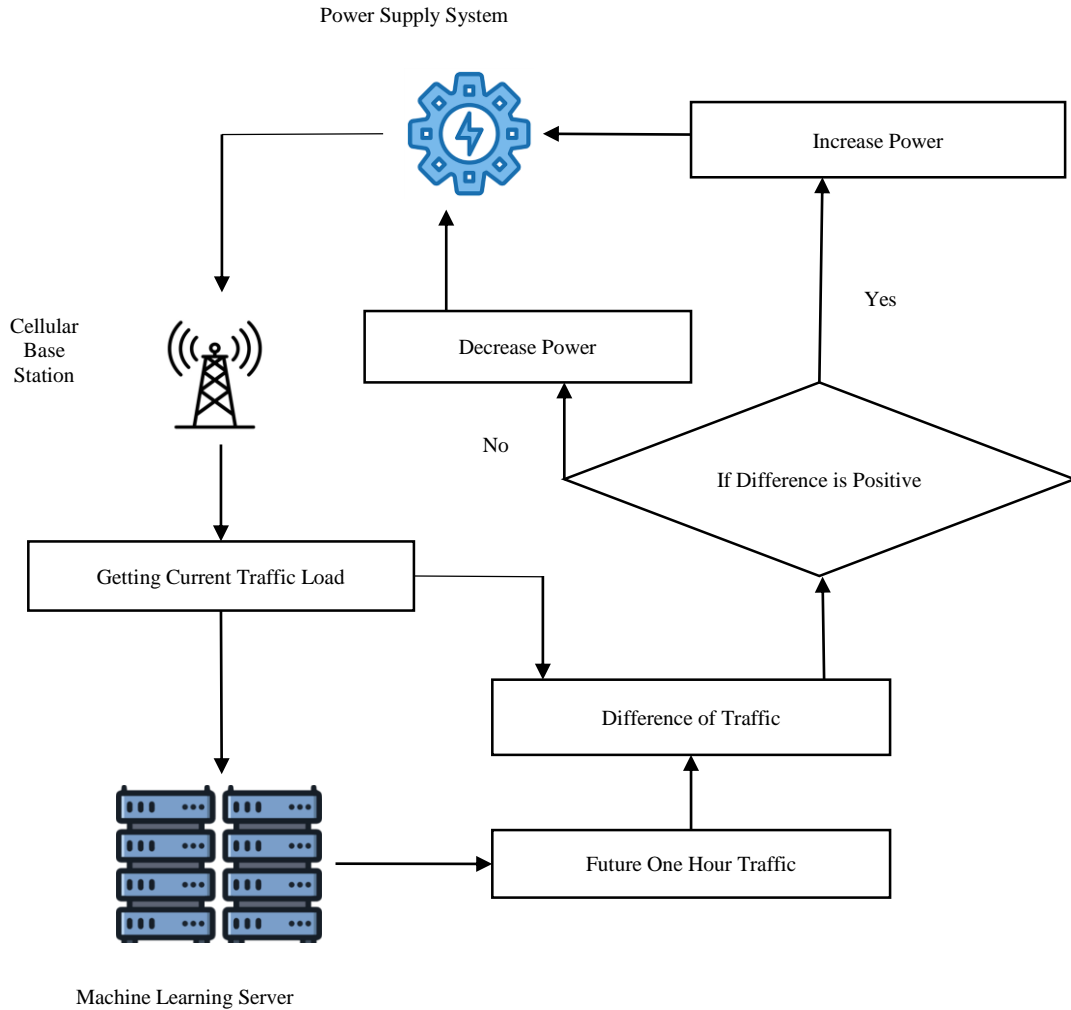 Power Supply System
Increase Power
Yes
Cellular
Base
Station
Decrease Power
No
If Difference is Positive
Getting Current Traffic Load
Difference of Traffic
Future One Hour Traffic
Machine Learning Server